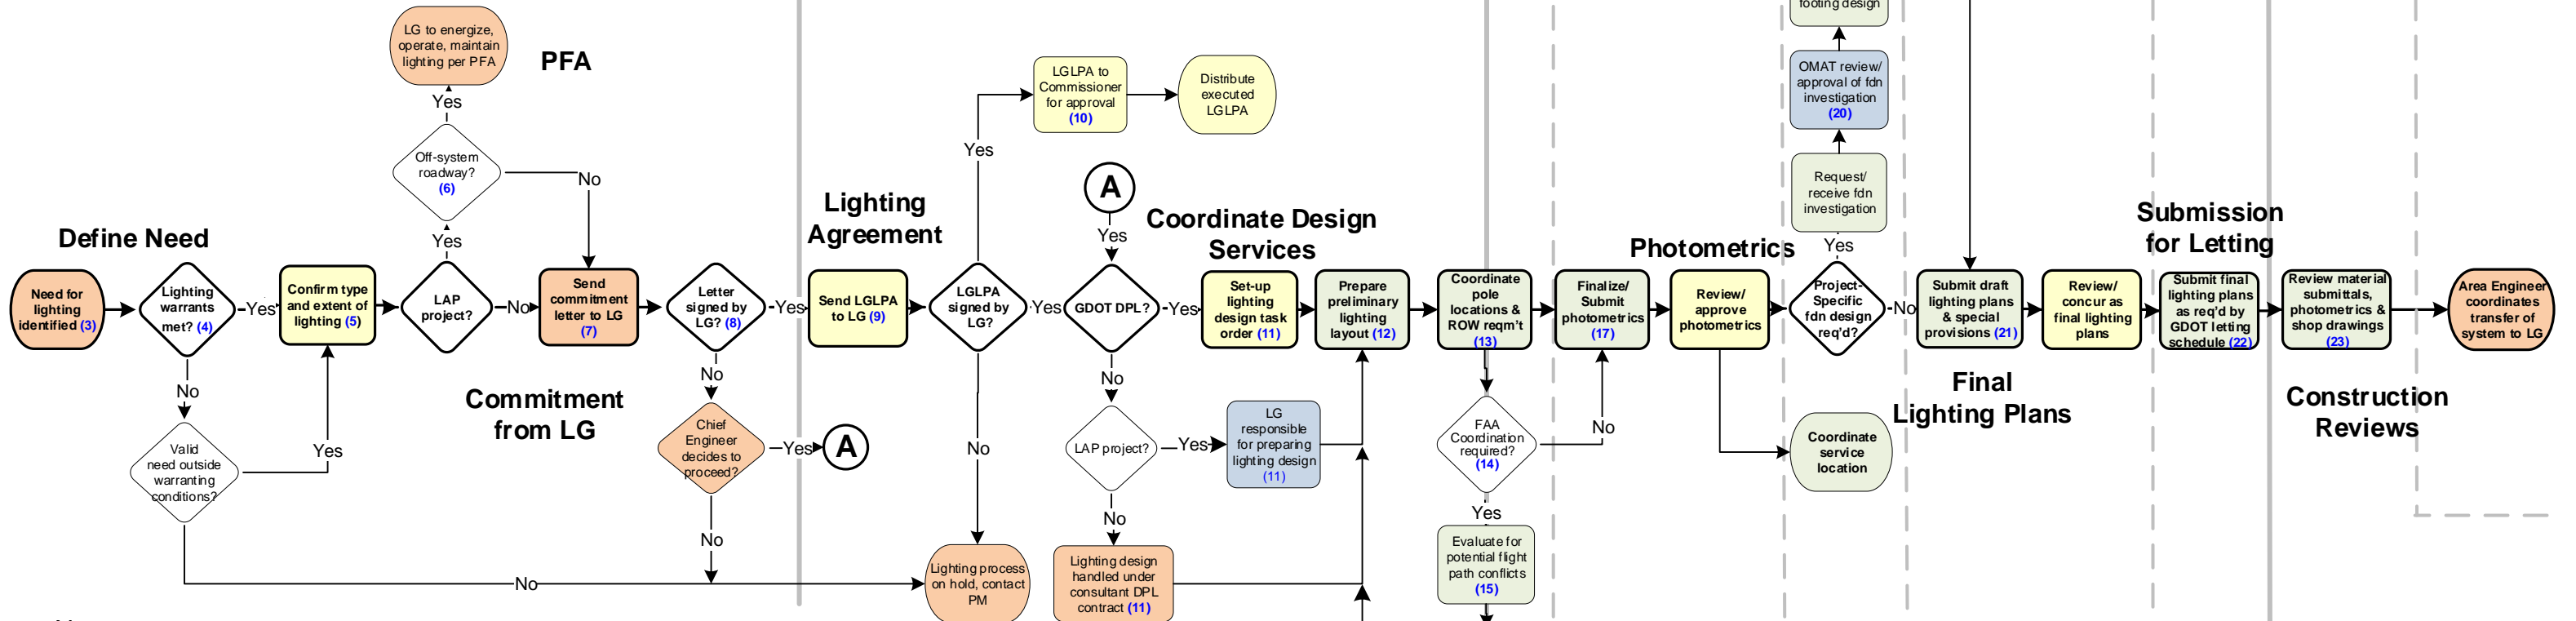 LG to energize,
operate, maintain
lighting per PFA
PFA
Yes
Off-system
roadway?
(6)
No
Yes
Define Need
Need for
lighting
identified (3)
Lighting
warrants
met? (4)
Yes
Confirm type
and extent of
lighting (5)
LAP
project?
No
Send
commitment
letter to LG
(7)
Letter
signed by
LG? (8)
Yes
No
Valid
need outside
warranting
conditions?
Yes
No
Commitment
from LG
No
Chief
Engineer
decides to
proceed?
Yes
A
No
Lighting
Agreement
Send LGLPA
to LG (9)
LGLPA
signed by
LG?
Yes
LGLPA to
Commissioner
for approval
(10)
Distribute
executed
LGLPA
Yes
No
Lighting process
on hold, contact
PM
A
Yes
GDOT DPL?
Yes
No
LAP project?
Yes
LG
responsible
for preparing
lighting design
(11)
No
Lighting design
handled under
consultant DPL
contract (11)
Coordinate Design
Services
Set-up
lighting
design task
order (11)
Prepare
preliminary
lighting
layout (12)
Coordinate
pole
locations &
ROW reqm't
(13)
FAA
Coordination
required?
(14)
No
Yes
Evaluate for
potential flight
path conflicts
(15)
Finalize/
Submit
photometrics
(17)
Photometrics
Review/
approve
photometrics
Coordinate
service
location
footing design
OMAT review/
approval of fdn
investigation
(20)
Request/
receive fdn
investigation
Yes
Project-
Specific
fdn design
req'd?
No
Submit draft
lighting plans
& special
provisions (21)
Final
Lighting Plans
Review/
concur as
final lighting
plans
Submission
for Letting
Submit final
lighting plans
as req'd by
GDOT letting
schedule (22)
Review material
submittals,
photometrics &
shop drawings
(23)
Construction
Reviews
Area Engineer
coordinates
transfer of
system to LG